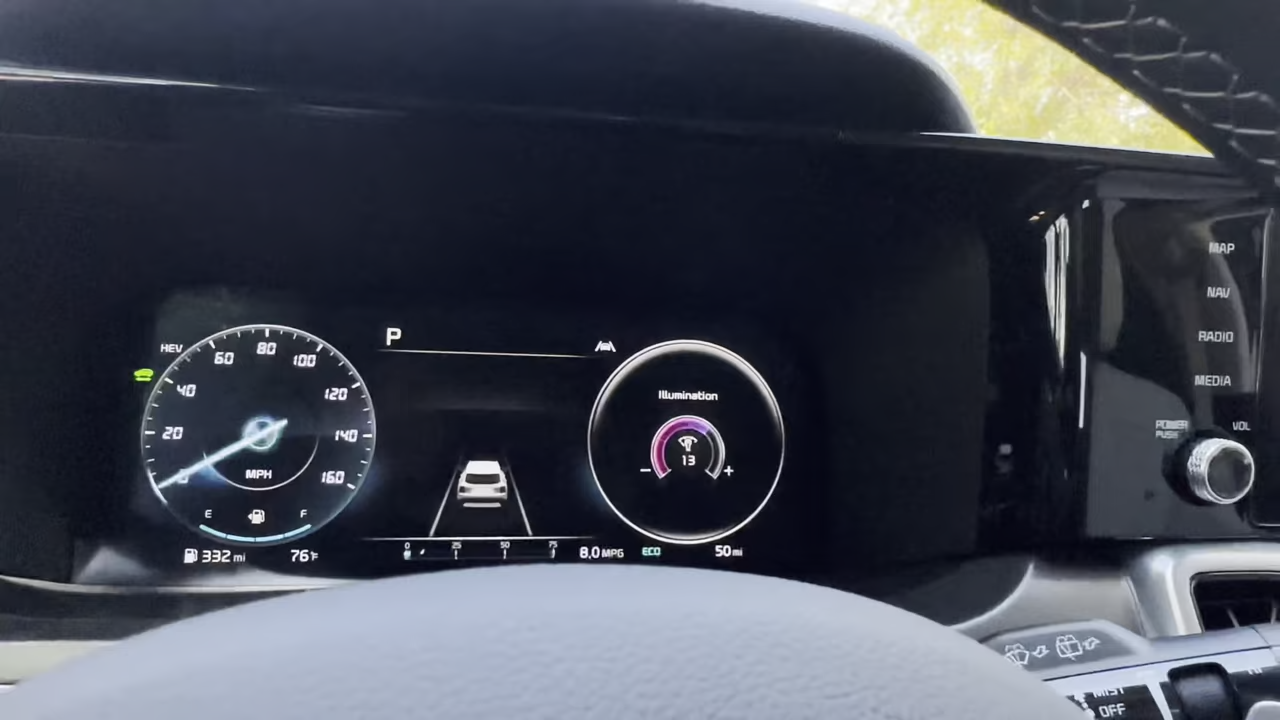 HEV
20
40
60
80
100
120
140
160
MPH
E
F
332 mi
76°F
P
0 25 50 75
8.0 MPG
ECO
50 mi
Illumination
13
- +
MAP
NAV
RADIO
MEDIA
POWER
PUSH
VOL
MIST
OFF